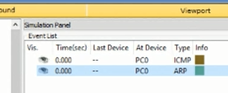 ound Viewport
Simulation Panel
Event List
Vis. Time(sec) Last Device At Device Type Info
0.000 -- PC0 ICMP
0.000 -- PC0 ARP